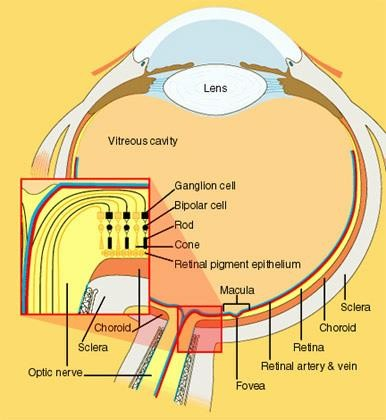 Lens
Vitreous cavity
Ganglion cell
Bipolar cell
Rod
Cone
Retinal pigment epithelium
Macula
Choroid
Sclera
Optic nerve
Sclera
Choroid
Retina
Retinal artery & vein
Fovea